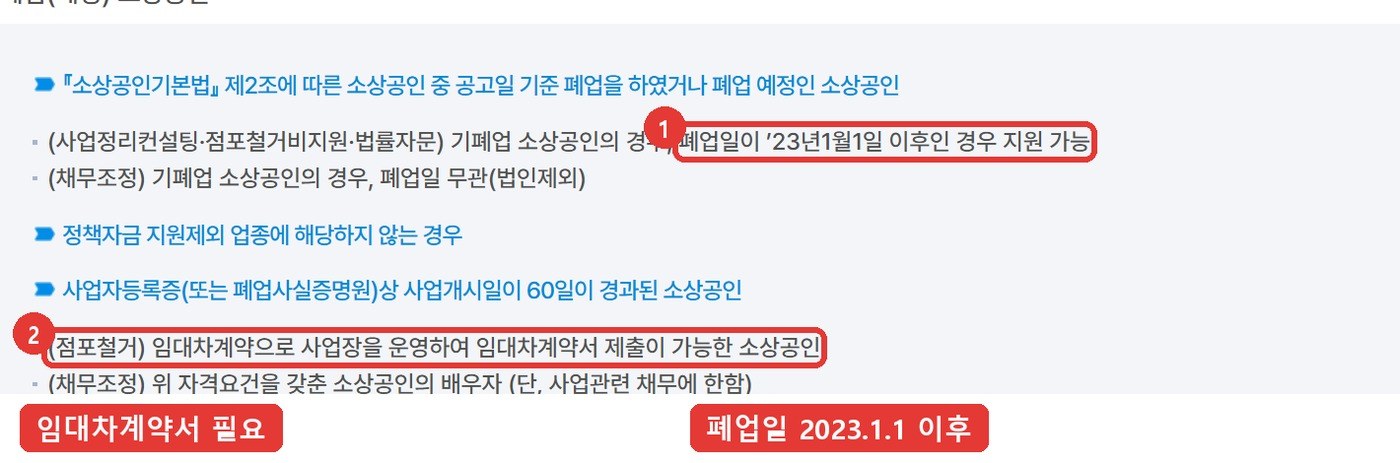 『소상공인기본법』 제2조에 따른 소상공인 중 공고일 기준 폐업을 하였거나 폐업 예정인 소상공인
(사업정리컨설팅·점포철거비지원·법률자문) 기폐업 소상공인의 경우, 폐업일이 ’23년1월1일 이후인 경우 지원 가능
1
(채무조정) 기폐업 소상공인의 경우, 폐업일 무관(법인제외)
정책자금 지원제외 업종에 해당하지 않는 경우
사업자등록증(또는 폐업사실증명원)상 사업개시일이 60일이 경과된 소상공인
2
(점포철거) 임대차계약으로 사업장을 운영하여 임대차계약서 제출이 가능한 소상공인
(채무조정) 위 자격요건을 갖춘 소상공인의 배우자 (단, 사업관련 채무에 한함)
임대차계약서 필요
폐업일 2023.1.1 이후